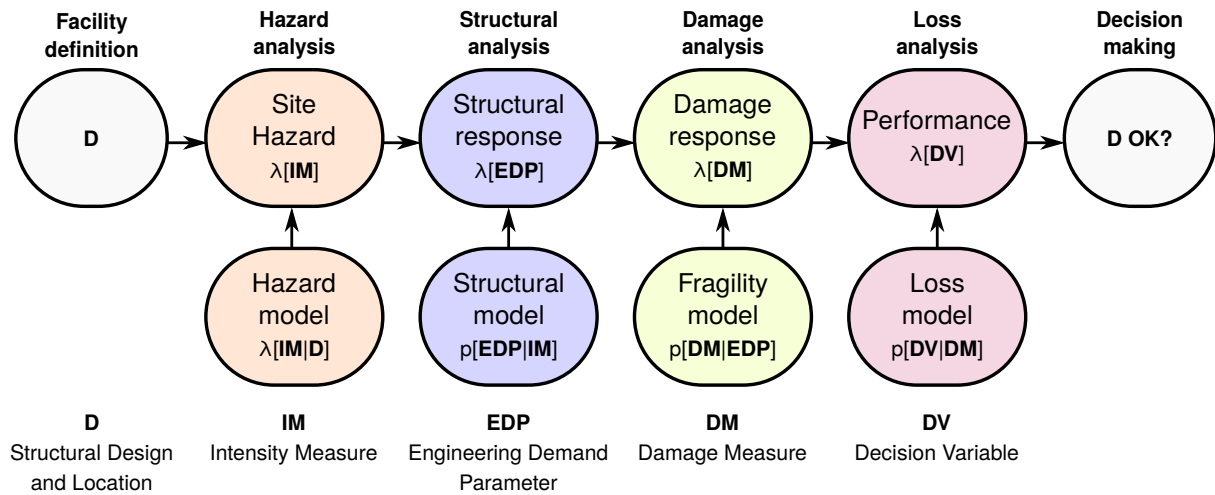 Facility
definition
Hazard
analysis
Structural
analysis
Damage
analysis
Loss
analysis
Decision
making
D
Site
Hazard
λ[IM]
Structural
response
λ[EDP]
Damage
response
λ[DM]
Performance
λ[DV]
D OK?
Hazard
model
λ[IM|D]
Structural
model
p[EDP|IM]
Fragility
model
p[DM|EDP]
Loss
model
p[DV|DM]
D
Structural Design
and Location
IM
Intensity Measure
EDP
Engineering Demand
Parameter
DM
Damage Measure
DV
Decision Variable